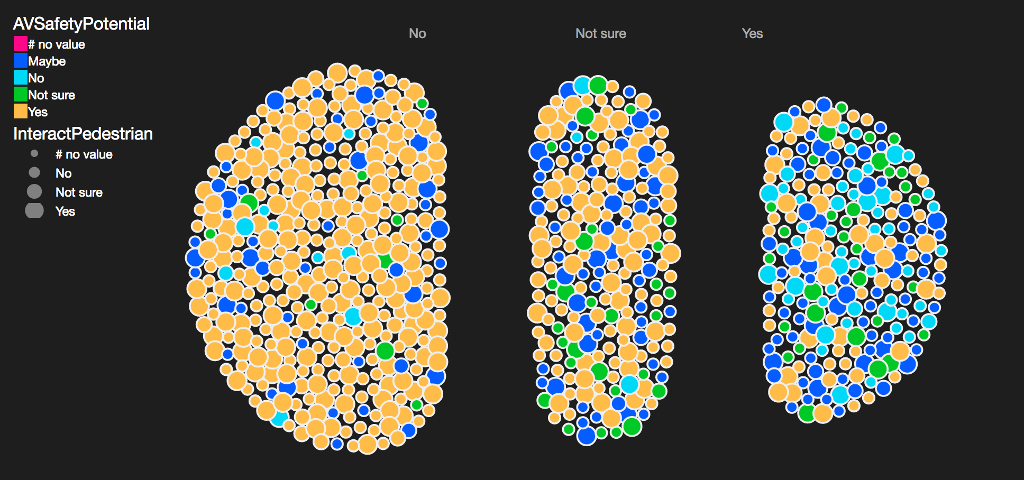 AVSafetyPotential
# no value
Maybe
No
Not sure
Yes
InteractPedestrian
# no value
No
Not sure
Yes
No Not sure Yes